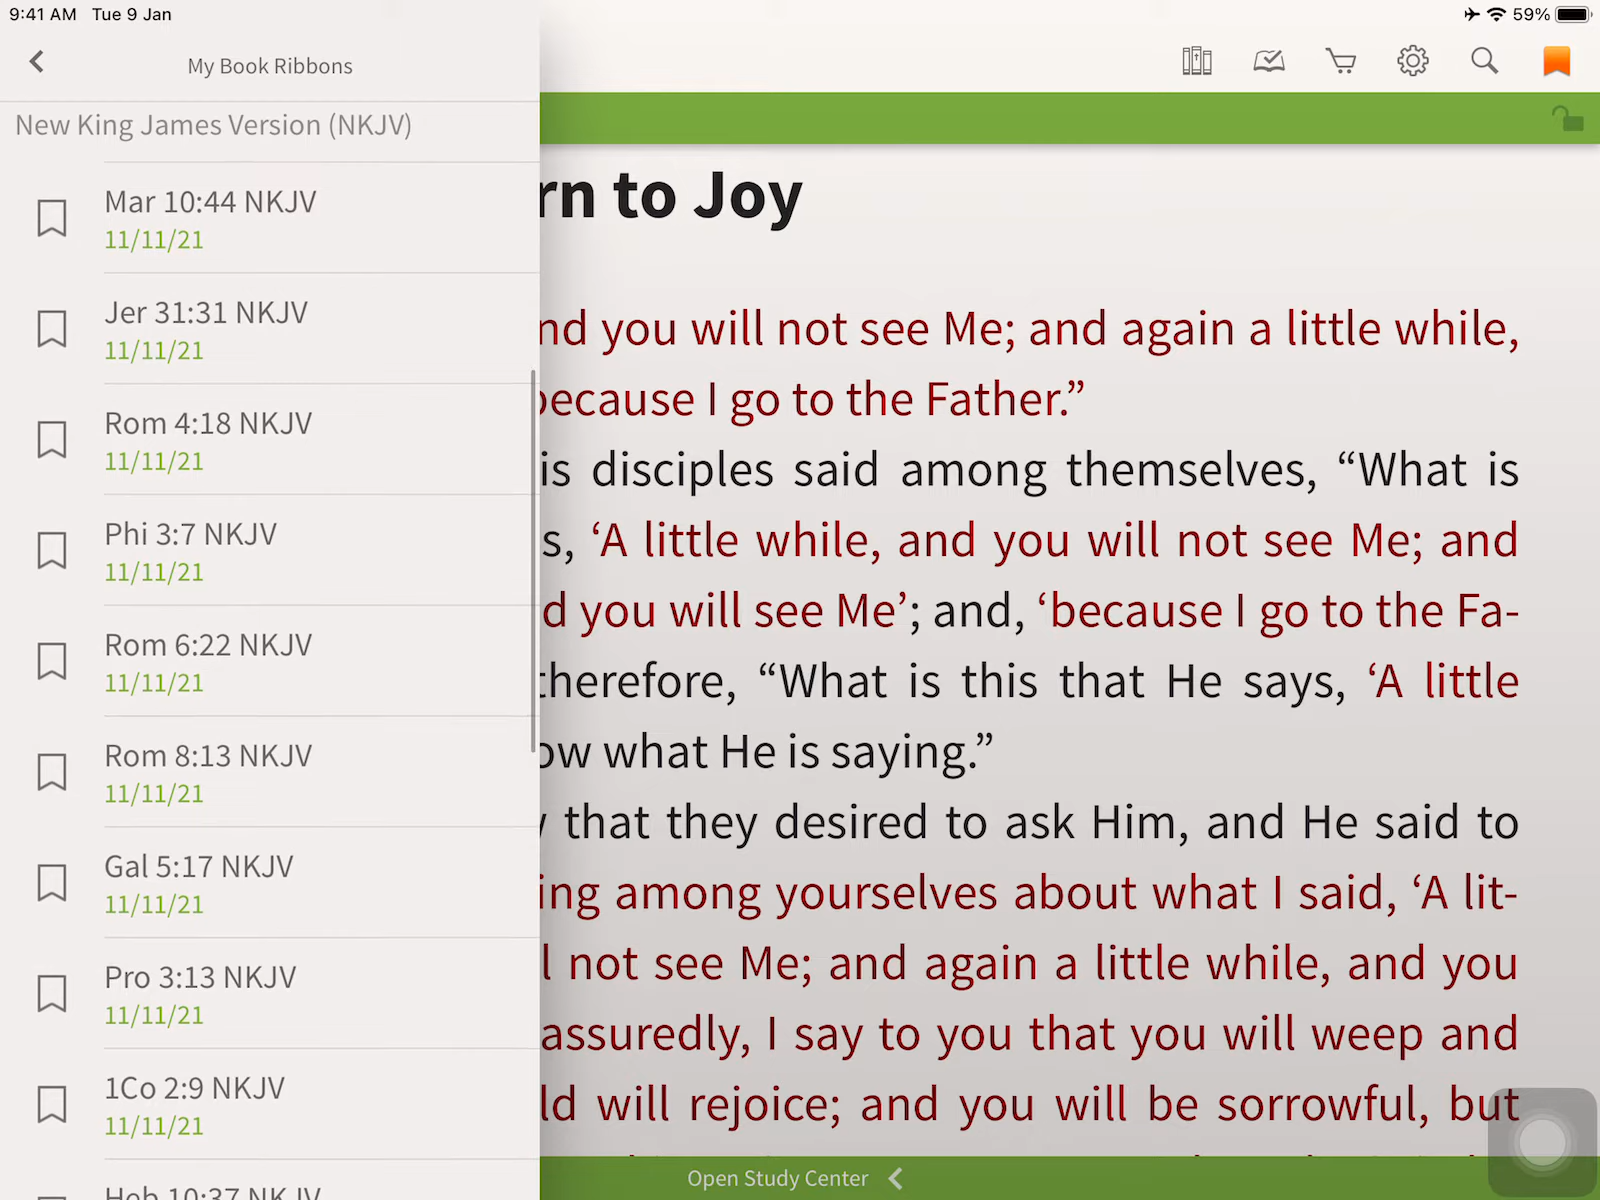 9:41 AM Tue 9 Jan
59%
My Book Ribbons
New King James Version (NKJV)
Mar 10:44 NKJV
11/11/21
Jer 31:31 NKJV
11/11/21
Rom 4:18 NKJV
11/11/21
Phi 3:7 NKJV
11/11/21
Rom 6:22 NKJV
11/11/21
Rom 8:13 NKJV
11/11/21
Gal 5:17 NKJV
11/11/21
Pro 3:13 NKJV
11/11/21
1Co 2:9 NKJV
11/11/21
Heb 10:37 NKJV
rn to Joy
nd you will not see Me; and again a little while,
because I go to the Father.”
is disciples said among themselves, “What is
s, ‘A little while, and you will not see Me; and
d you will see Me’; and, ‘because I go to the Fa-
therefore, “What is this that He says, ‘A little
ow what He is saying.”
y that they desired to ask Him, and He said to
ing among yourselves about what I said, ‘A lit-
l not see Me; and again a little while, and you
assuredly, I say to you that you will weep and
ld will rejoice; and you will be sorrowful, but
Open Study Center